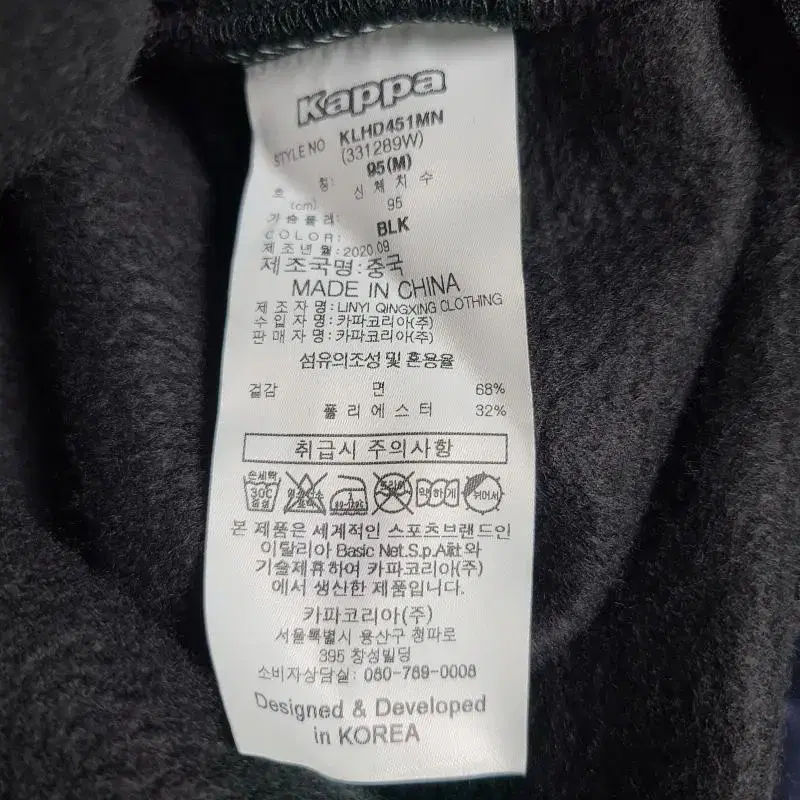 Kappa
STYLE NO KLHD451MN
(331289W)
호 칭: 95(M)
(cm) 신체치수
가슴둘레: 95
COLOR: BLK
제조년월: 2020.09
제조국명: 중국
MADE IN CHINA
제조자명: LINYI QINGXING CLOTHING
수입자명: 카파코리아(주)
판매자명: 카파코리아(주)
섬유의조성 및 혼용율
겉감 면 68%
폴리에스터 32%
취급시 주의사항
손세탁 30C 약하게
본 제품은 세계적인 스포츠브랜드인
이탈리아 Basic Net.S.p.A社와
기술제휴하여 카파코리아(주)
에서 생산한 제품입니다.
카파코리아(주)
서울특별시 용산구 청파로
395 창성빌딩
소비자상담실: 080-789-0008
Designed & Developed
in KOREA